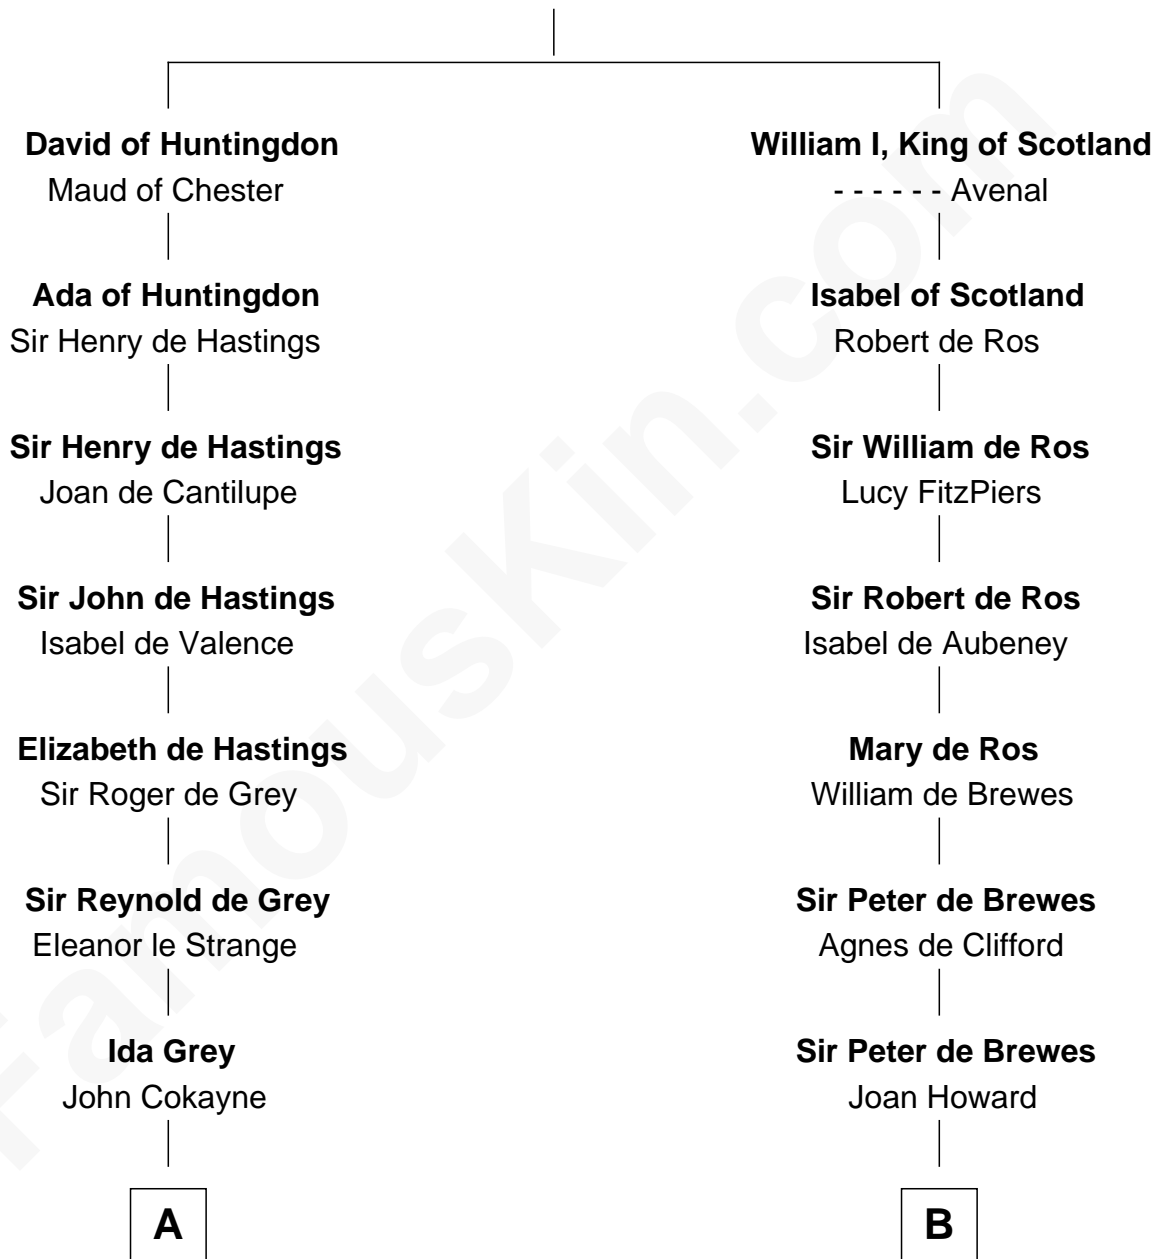 David of Huntingdon
Maud of Chester
Ada of Huntingdon
Sir Henry de Hastings
Sir Henry de Hastings
Joan de Cantilupe
Sir John de Hastings
Isabel de Valence
Elizabeth de Hastings
Sir Roger de Grey
Sir Reynold de Grey
Eleanor le Strange
Ida Grey
John Cokayne
A
William I, King of Scotland
- - - - - - Avenal
Isabel of Scotland
Robert de Ros
Sir William de Ros
Lucy FitzPiers
Sir Robert de Ros
Isabel de Aubeney
Mary de Ros
William de Brewes
Sir Peter de Brewes
Agnes de Clifford
Sir Peter de Brewes
Joan Howard
B
FamousKin.com